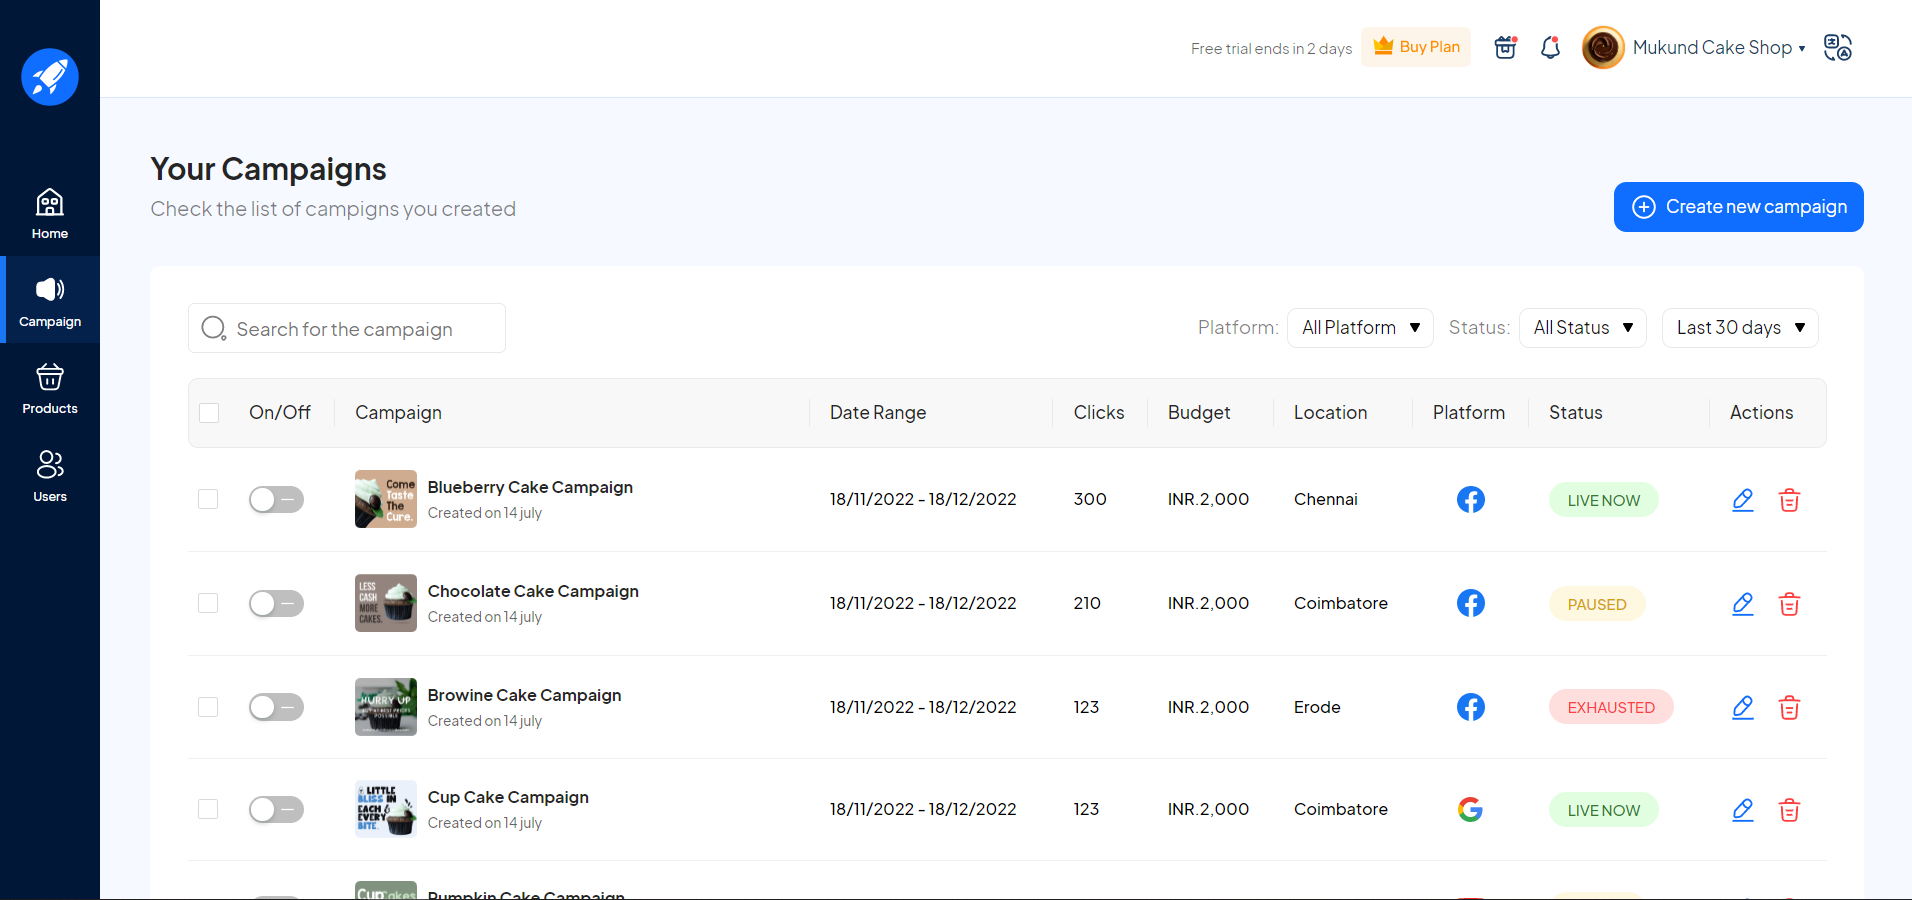 Free trial ends in 2 days
Buy Plan
Mukund Cake Shop
Home
Campaign
Products
Users
Your Campaigns
Check the list of campigns you created
Create new campaign
Search for the campaign
Platform: All Platform Status: All Status Last 30 days
On/Off Campaign Date Range Clicks Budget Location Platform Status Actions
Come
Taste
The
Cure.
Blueberry Cake Campaign
Created on 14 july
18/11/2022 - 18/12/2022 300 INR.2,000 Chennai LIVE NOW
LESS
CASH
MORE
CAKES.
Chocolate Cake Campaign
Created on 14 july
18/11/2022 - 18/12/2022 210 INR.2,000 Coimbatore PAUSED
HURRY UP
Browine Cake Campaign
Created on 14 july
18/11/2022 - 18/12/2022 123 INR.2,000 Erode EXHAUSTED
LITTLE
BLISS IN
EACH
EVERY
BITE.
Cup Cake Campaign
Created on 14 july
18/11/2022 - 18/12/2022 123 INR.2,000 Coimbatore LIVE NOW
CupCakes
Pumpkin Cake Campaign